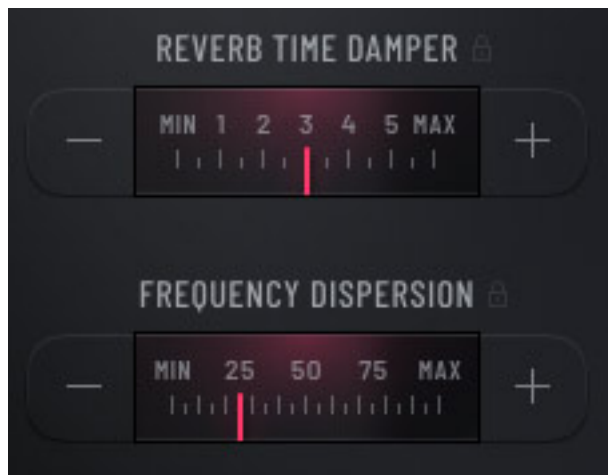 REVERB TIME DAMPER
MIN 1 2 3 4 5 MAX
FREQUENCY DISPERSION
MIN 25 50 75 MAX